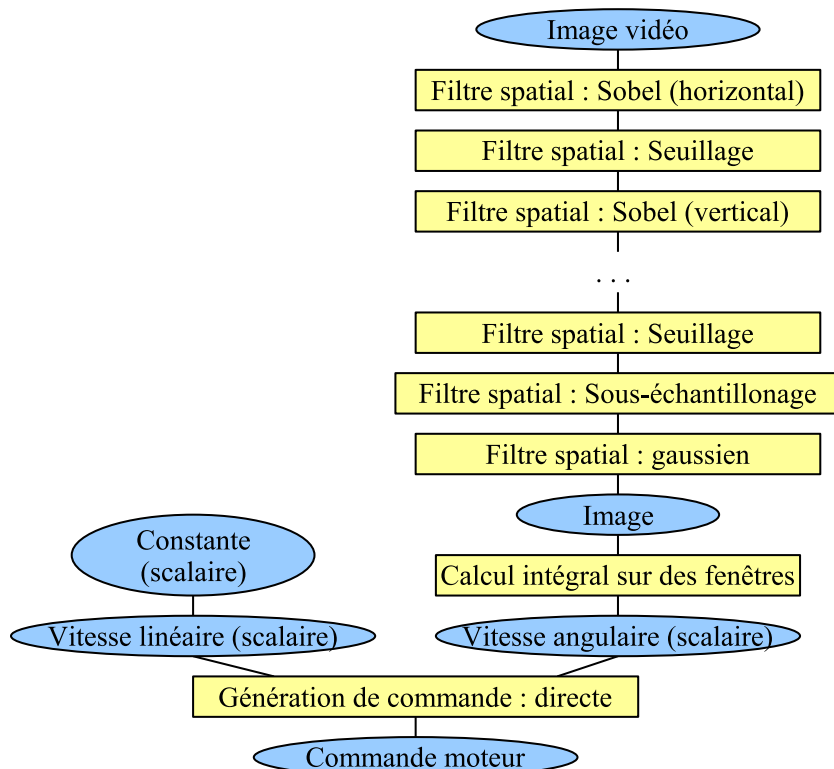 Image vidéo
Filtre spatial : Sobel (horizontal)
Filtre spatial : Seuillage
Filtre spatial : Sobel (vertical)
. . .
Filtre spatial : Seuillage
Filtre spatial : Sous-échantillonage
Filtre spatial : gaussien
Image
Constante
(scalaire)
Calcul intégral sur des fenêtres
Vitesse linéaire (scalaire)
Vitesse angulaire (scalaire)
Génération de commande : directe
Commande moteur